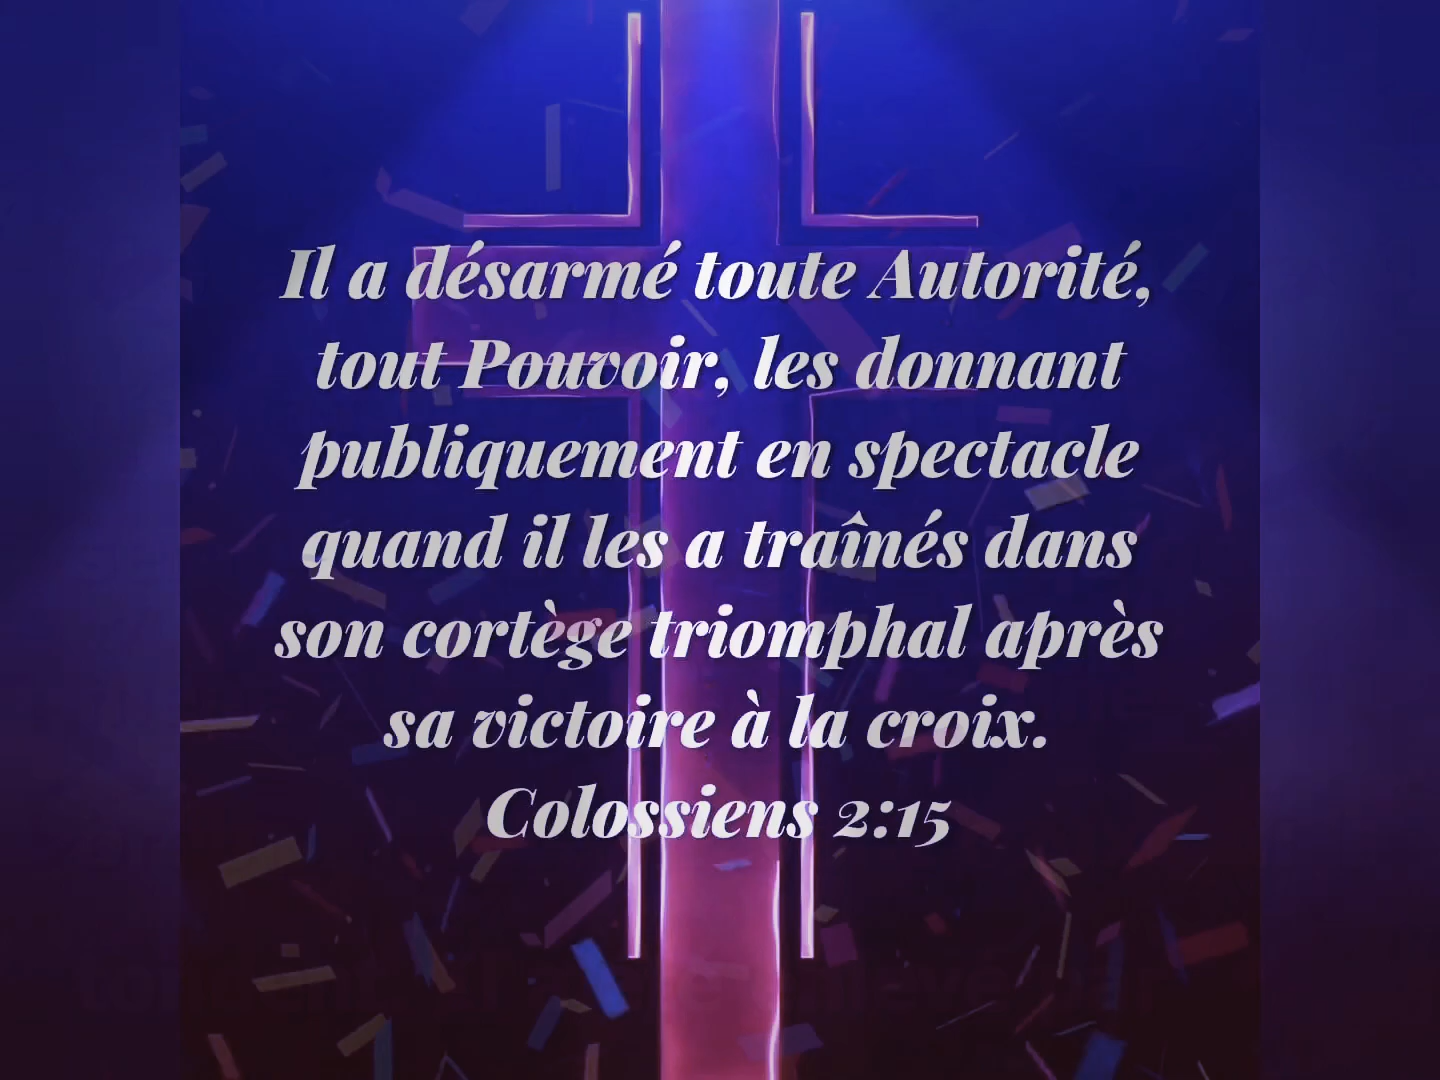 Il a désarmé toute Autorité,
tout Pouvoir, les donnant
publiquement en spectacle
quand il les a traînés dans
son cortège triomphal après
sa victoire à la croix.
Colossiens 2:15